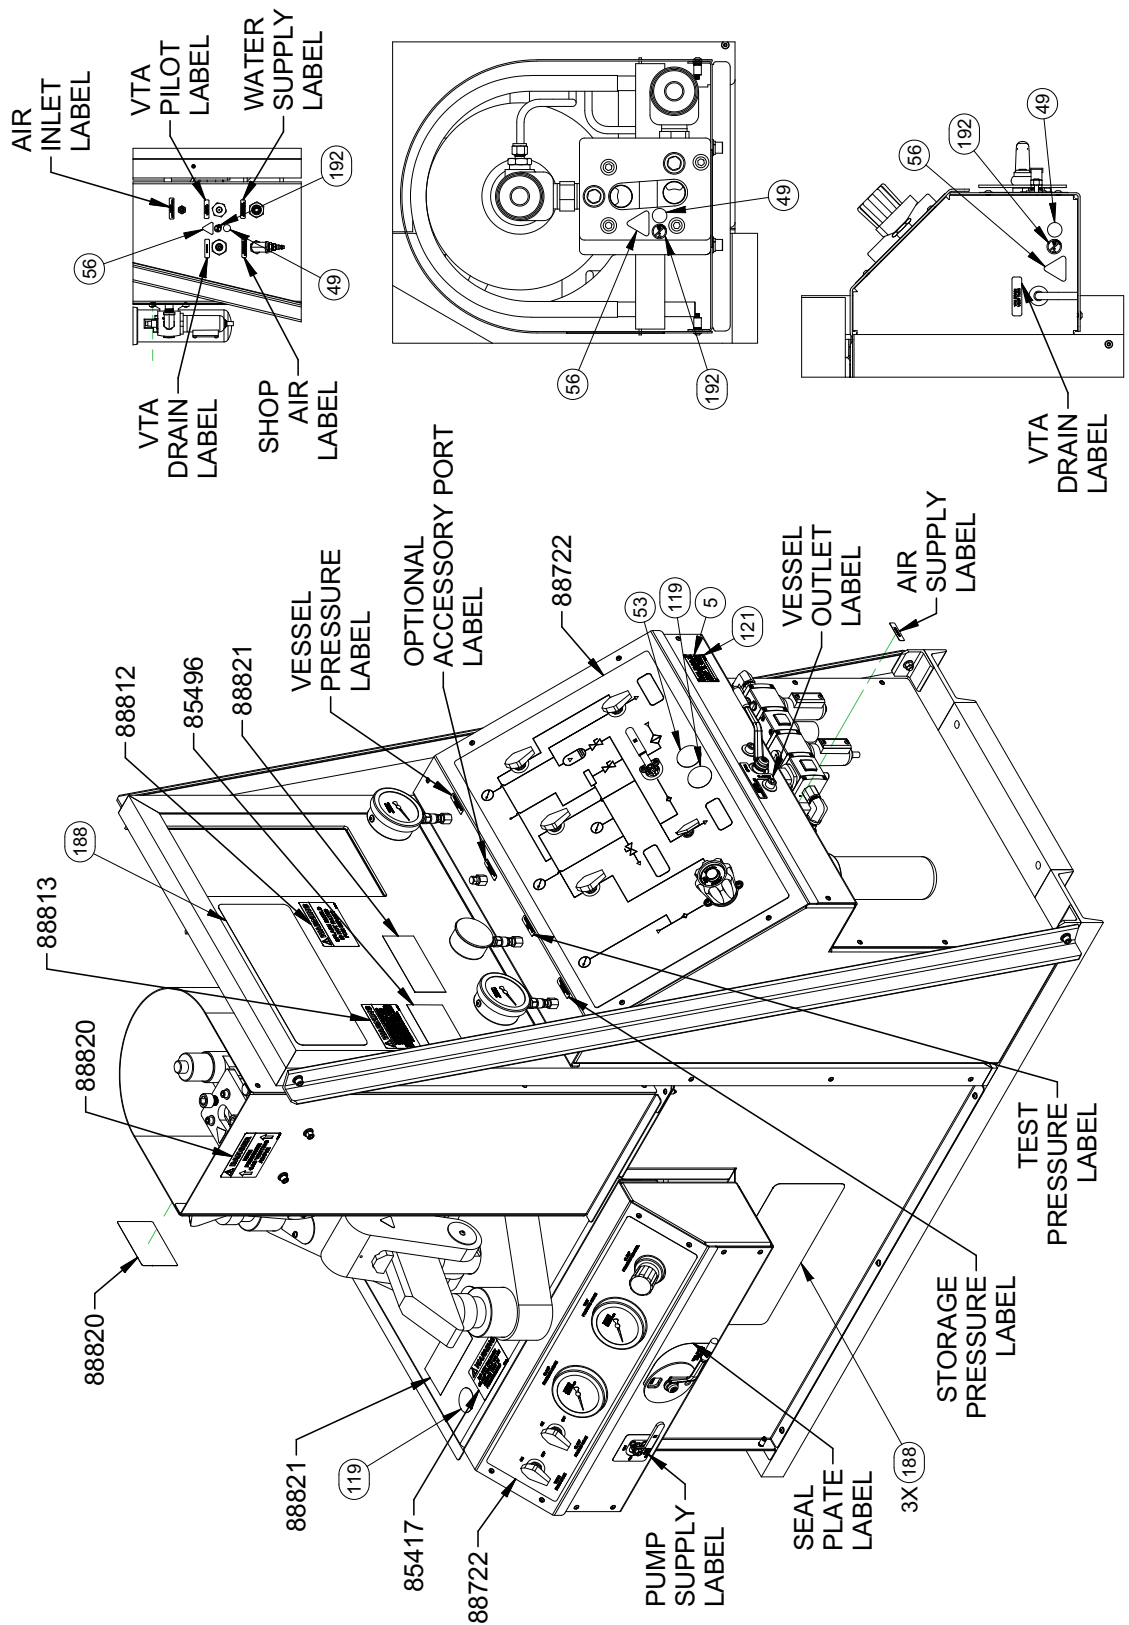 AIR
INLET
LABEL
VTA
PILOT
LABEL
WATER
SUPPLY
LABEL
56
192
49
VTA
DRAIN
LABEL
SHOP
AIR
LABEL
56
192
49
56
192
49
VTA
DRAIN
LABEL
88820
88820
88813
188
88812
85496
88821
VESSEL
PRESSURE
LABEL
OPTIONAL
ACCESSORY PORT
LABEL
88722
53
119
5
121
VESSEL
OUTLET
LABEL
AIR
SUPPLY
LABEL
88821
119
85417
88722
PUMP
SUPPLY
LABEL
SEAL
PLATE
LABEL
3X 188
STORAGE
PRESSURE
LABEL
TEST
PRESSURE
LABEL